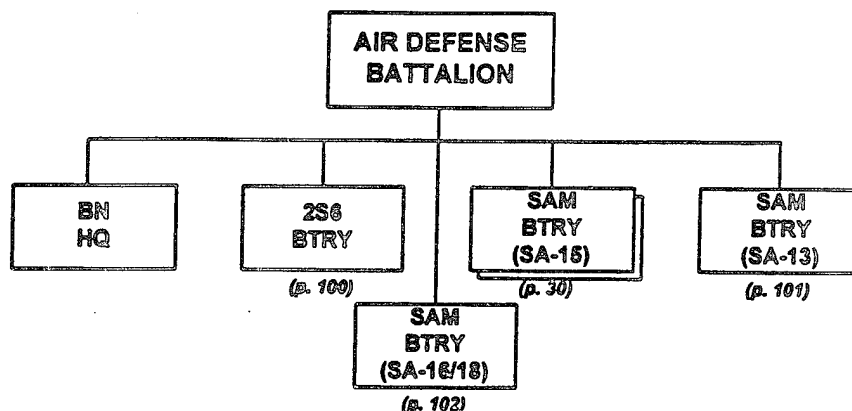 AIR DEFENSE
BATTALION
BN
HQ
2S6
BTRY
(p. 100)
SAM
BTRY
(SA-15)
(p. 30)
SAM
BTRY
(SA-13)
(p. 101)
SAM
BTRY
(SA-16/18)
(p. 102)